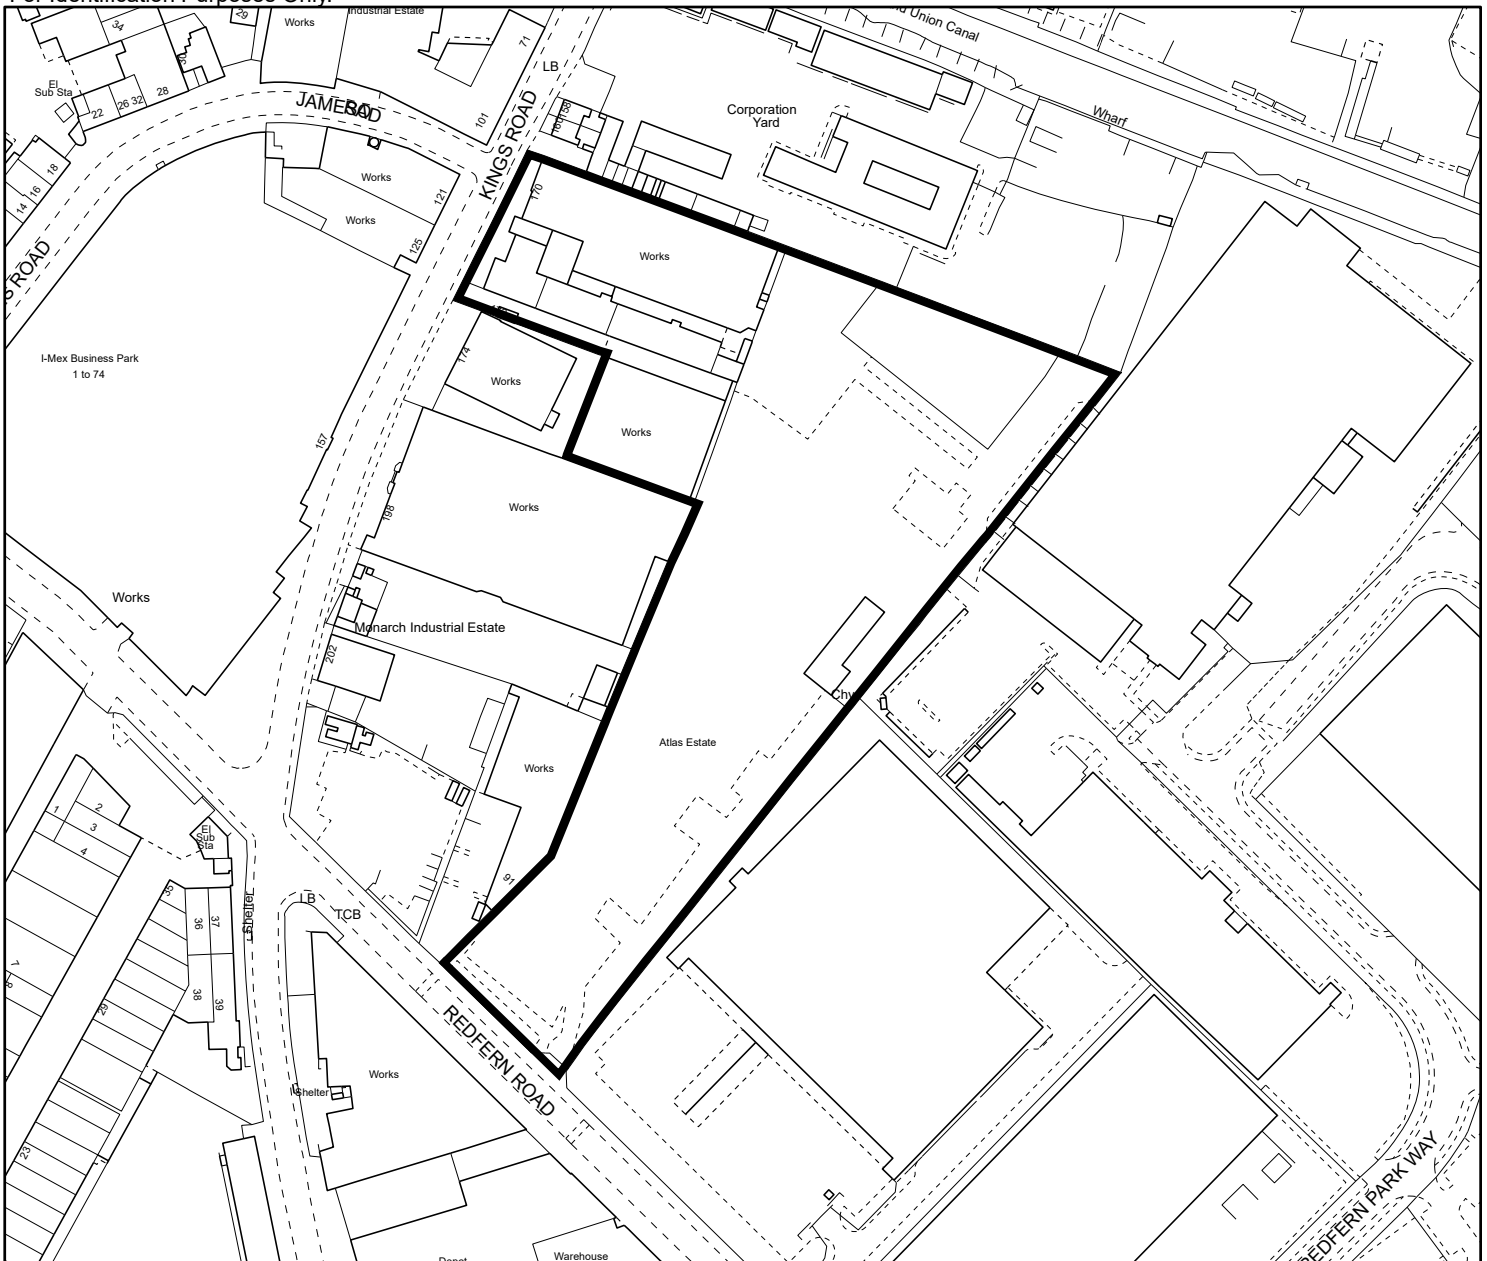 For Identification Purposes Only.
29
Works
Industrial Estate
34
30
71
LB
Union Canal
El
Sub Sta
22
26
32
28
JAMES ROAD
101
KINGS ROAD
160
158
Corporation
Yard
Wharf
18
16
14
Works
121
170
Works
125
Works
S ROAD
I-Mex Business Park
1 to 74
174
Works
157
Works
198
Works
Works
Monarch Industrial Estate
202
Atlas Estate
Works
1
2
3
4
El
Sub
Sta
91
35
36
37
Shelter
LB
TCB
7
8
38
39
29
REDFERN ROAD
Works
Shelter
23
REDFERN PARK WAY
Depot
Warehouse